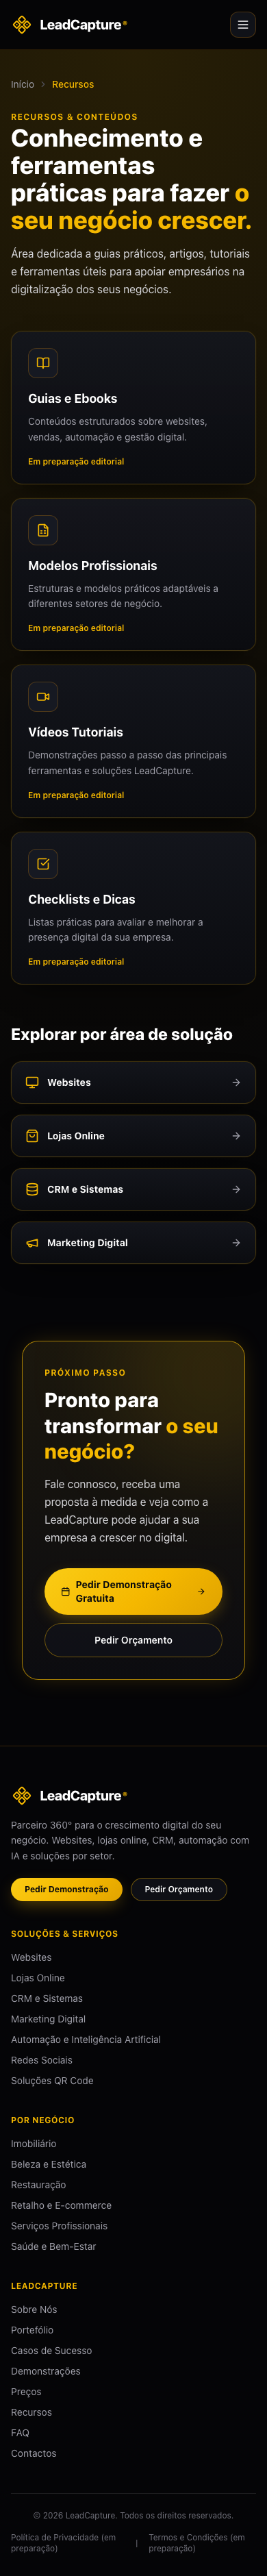 LeadCapture®
Início > Recursos
RECURSOS & CONTEÚDOS
Conhecimento e
ferramentas
práticas para fazer o
seu negócio crescer.
Área dedicada a guias práticos, artigos, tutoriais
e ferramentas úteis para apoiar empresários na
digitalização dos seus negócios.
Guias e Ebooks
Conteúdos estruturados sobre websites,
vendas, automação e gestão digital.
Em preparação editorial
Modelos Profissionais
Estruturas e modelos práticos adaptáveis a
diferentes setores de negócio.
Em preparação editorial
Vídeos Tutoriais
Demonstrações passo a passo das principais
ferramentas e soluções LeadCapture.
Em preparação editorial
Checklists e Dicas
Listas práticas para avaliar e melhorar a
presença digital da sua empresa.
Em preparação editorial
Explorar por área de solução
Websites
Lojas Online
CRM e Sistemas
Marketing Digital
PRÓXIMO PASSO
Pronto para
transformar o seu
negócio?
Fale connosco, receba uma
proposta à medida e veja como a
LeadCapture pode ajudar a sua
empresa a crescer no digital.
Pedir Demonstração
Gratuita
Pedir Orçamento
LeadCapture®
Parceiro 360° para o crescimento digital do seu
negócio. Websites, lojas online, CRM, automação com
IA e soluções por setor.
Pedir Demonstração
Pedir Orçamento
SOLUÇÕES & SERVIÇOS
Websites
Lojas Online
CRM e Sistemas
Marketing Digital
Automação e Inteligência Artificial
Redes Sociais
Soluções QR Code
POR NEGÓCIO
Imobiliário
Beleza e Estética
Restauração
Retalho e E-commerce
Serviços Profissionais
Saúde e Bem-Estar
LEADCAPTURE
Sobre Nós
Portefólio
Casos de Sucesso
Demonstrações
Preços
Recursos
FAQ
Contactos
© 2026 LeadCapture. Todos os direitos reservados.
Política de Privacidade (em
preparação)
|
Termos e Condições (em
preparação)